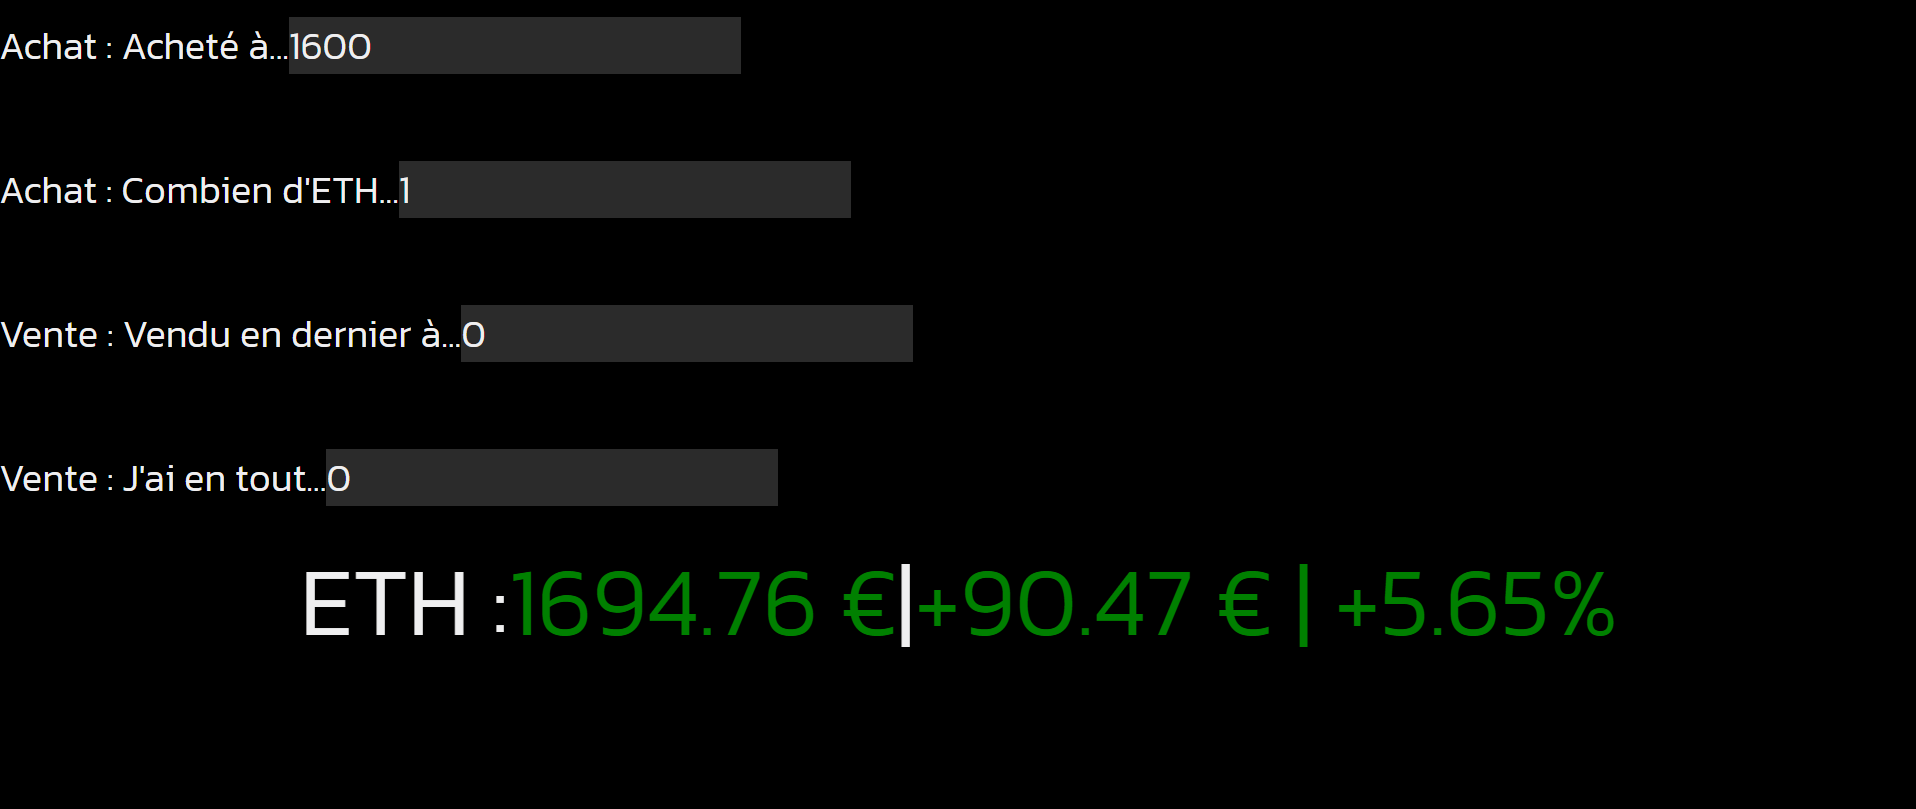 Achat : Acheté à...1600
Achat : Combien d'ETH...1
Vente : Vendu en dernier à...0
Vente : J'ai en tout...0
ETH :1694.76 €|+90.47 € | +5.65%